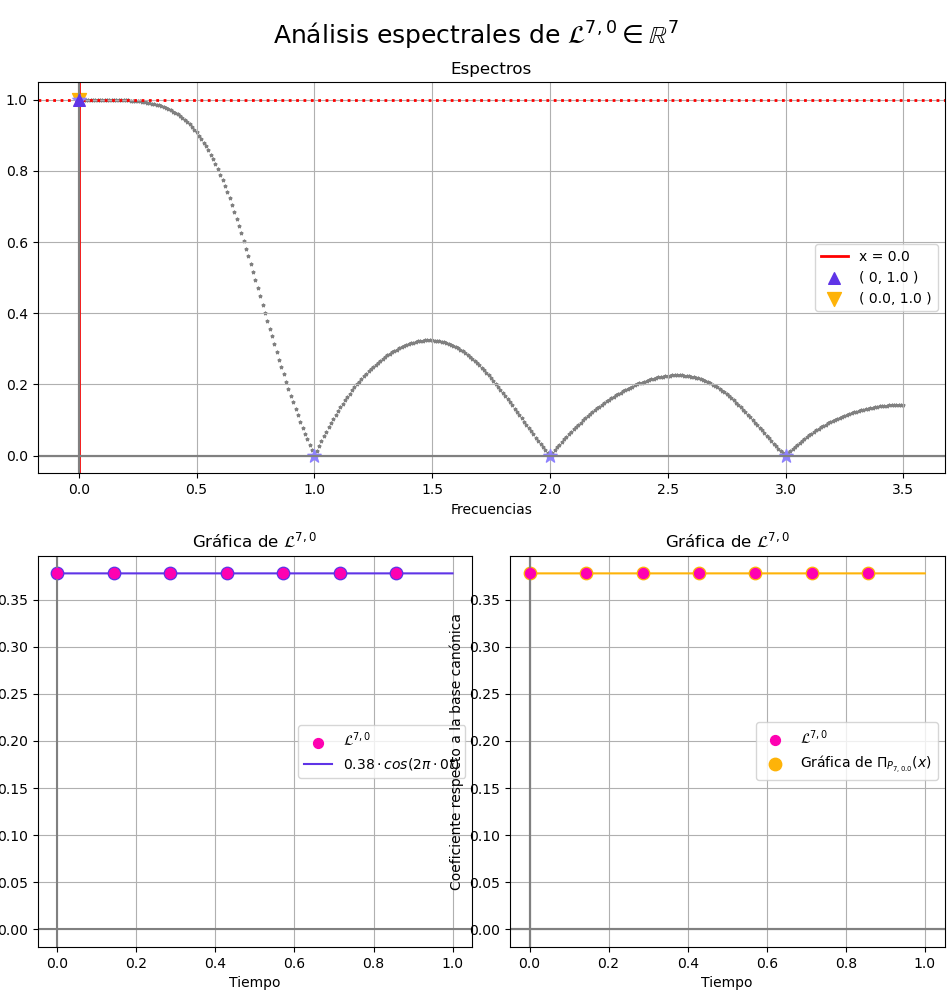 Análisis espectrales de ℒ^{7,0} ∈ ℝ^7
Espectros
1.0
0.8
0.6
0.4
0.2
0.0
x = 0.0
( 0, 1.0 )
( 0.0, 1.0 )
0.0 0.5 1.0 1.5 2.0 2.5 3.0 3.5
Frecuencias
Gráfica de ℒ^{7,0}
0.35
0.30
0.25
0.20
0.15
0.10
0.05
0.00
ℒ^{7,0}
0.38 · cos(2π · 0t)
0.0 0.2 0.4 0.6 0.8 1.0
Tiempo
Gráfica de ℒ^{7,0}
Coeficiente respecto a la base canónica
0.35
0.30
0.25
0.20
0.15
0.10
0.05
0.00
ℒ^{7,0}
Gráfica de Π_{P_{7,0.0}}(x)
0.0 0.2 0.4 0.6 0.8 1.0
Tiempo